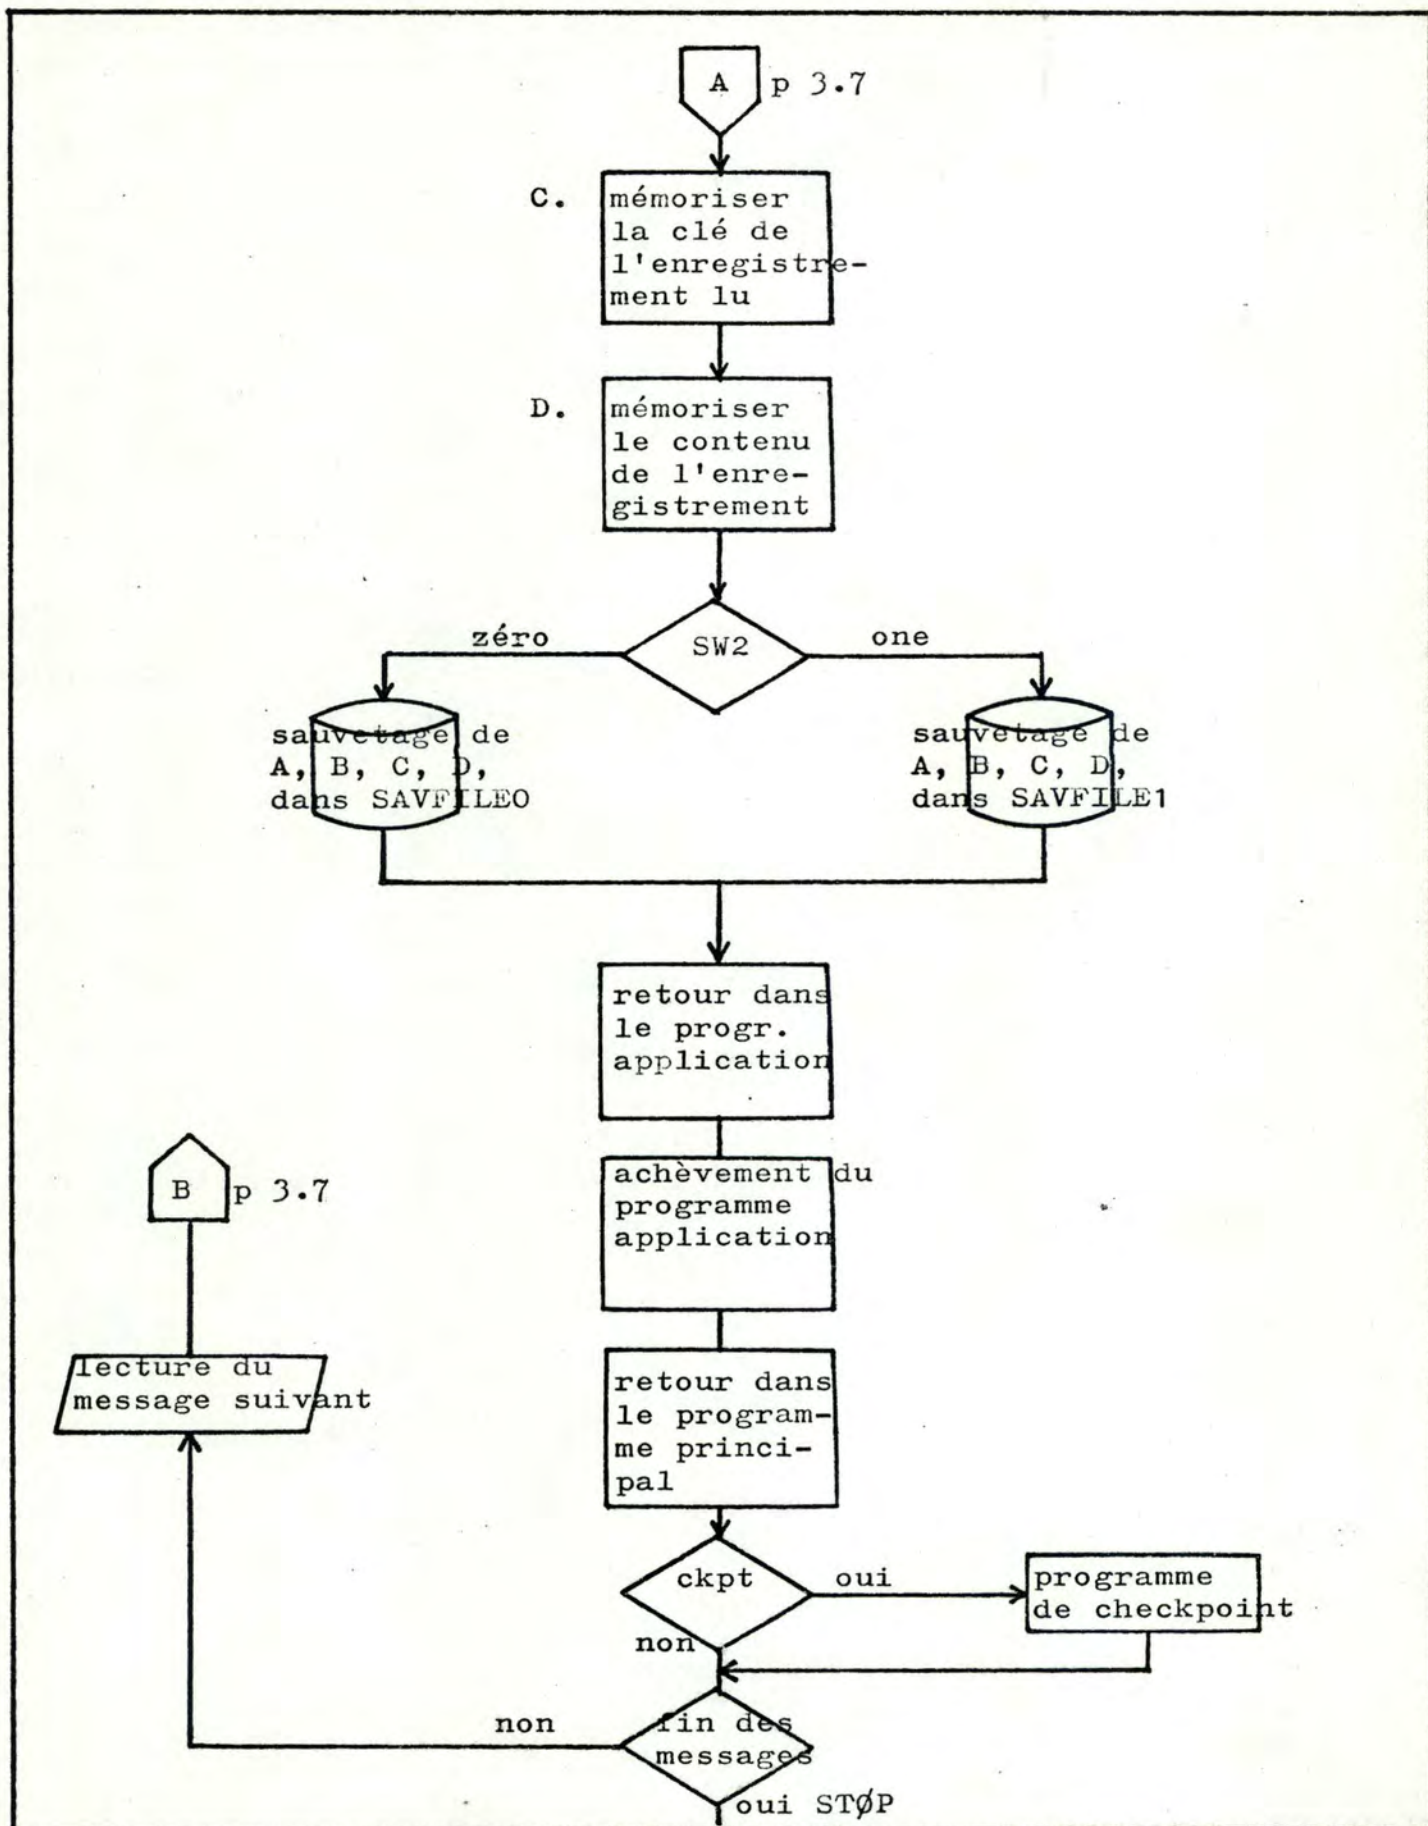 A p 3.7
C. mémoriser
la clé de
l'enregistre-
ment lu
D. mémoriser
le contenu
de l'enre-
gistrement
zéro
SW2
one
sauvetage de
A, B, C, D,
dans SAVFILE0
sauvetage de
A, B, C, D,
dans SAVFILE1
retour dans
le progr.
application
achèvement du
programme
application
B p 3.7
lecture du
message suivant
retour dans
le program-
me princi-
pal
ckpt
oui
programme
de checkpoint
non
non
fin des
messages
oui STØP